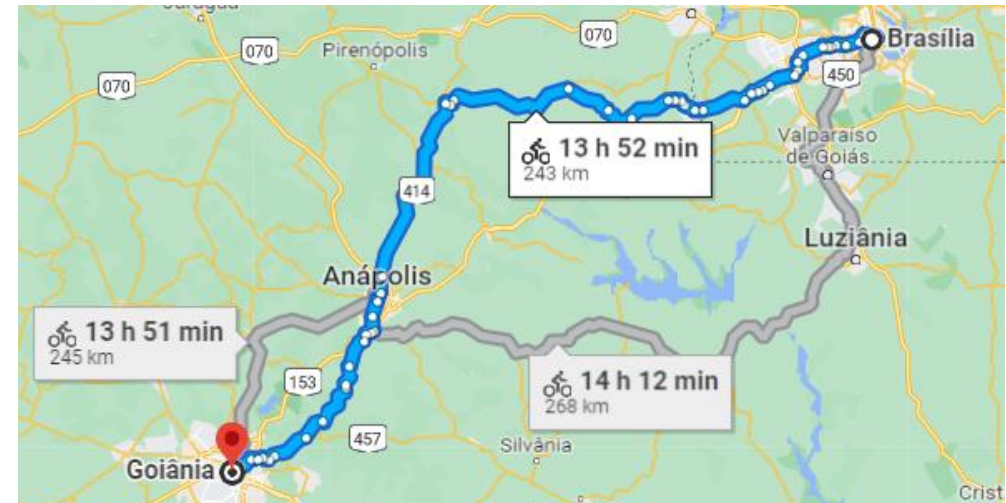 070
Brasília
Pirenópolis
070
070
450
13 h 52 min
243 km
Valparaíso
de Goiás
414
Luziânia
Anápolis
13 h 51 min
245 km
153
14 h 12 min
268 km
457
Silvânia
Goiânia
Crist